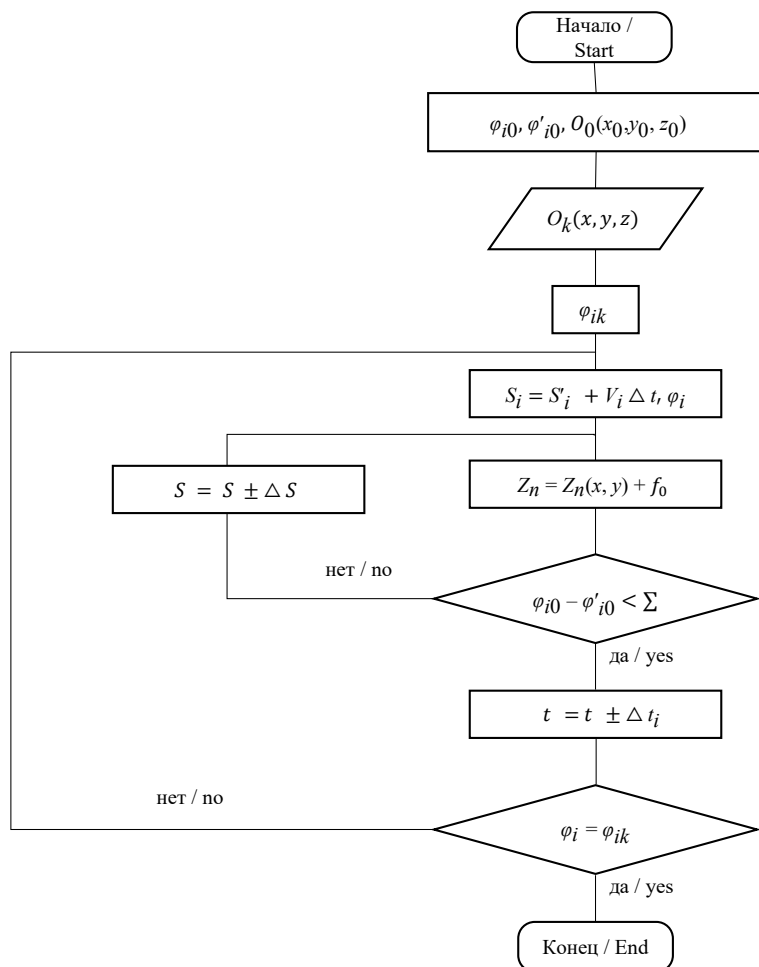 Начало /
Start
φi0, φ'i0, O0(x0,y0, z0)
Ok(x, y, z)
φik
Si = S'i + Vi △ t, φi
S = S ± △ S
Zn = Zn(x, y) + f0
нет / no
φi0 – φ'i0 < Σ
да / yes
t = t ± △ ti
нет / no
φi = φik
да / yes
Конец / End